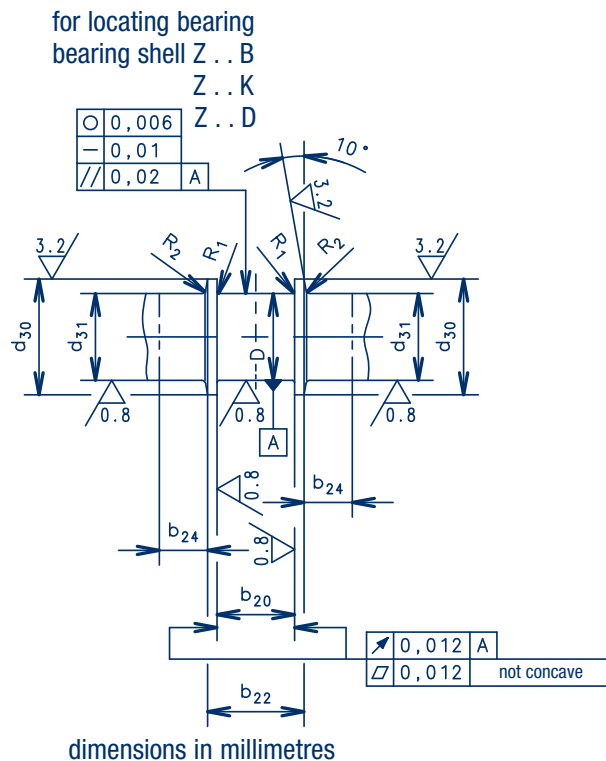 for locating bearing
bearing shell Z . . B
Z . . K
Z . . D
○ 0,006
— 0,01
// 0,02 A
10°
3.2
3.2
R2
R1
R1
R2
3.2
d30
d31
D
d31
d30
0.8
0.8
0.8
A
0.8
b24
0.8
b24
b20
↗ 0,012 A
▱ 0,012 not concave
b22
dimensions in millimetres